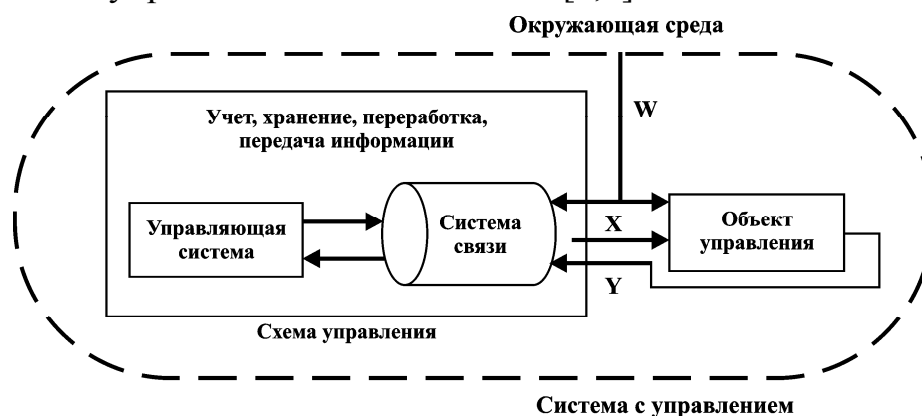 Окружающая среда
W
Учет, хранение, переработка,
передача информации
Управляющая
система
Система
связи
X
Y
Объект
управления
Схема управления
Система с управлением